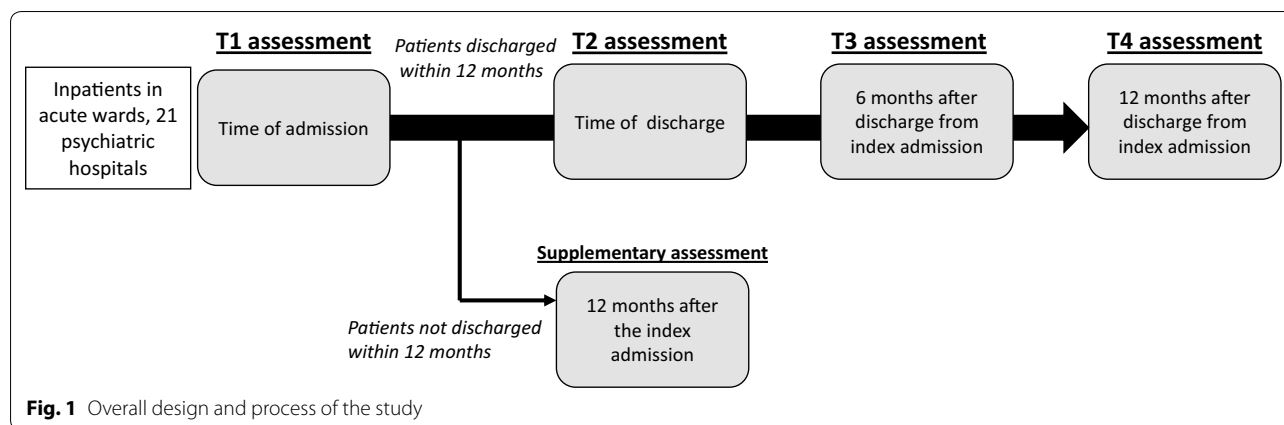 T1 assessment
Patients discharged
within 12 months
T2 assessment
T3 assessment
T4 assessment
Inpatients in
acute wards, 21
psychiatric
hospitals
Time of admission
Time of discharge
6 months after
discharge from
index admission
12 months after
discharge from
index admission
Supplementary assessment
Patients not discharged
within 12 months
12 months after
the index
admission
Fig. 1 Overall design and process of the study